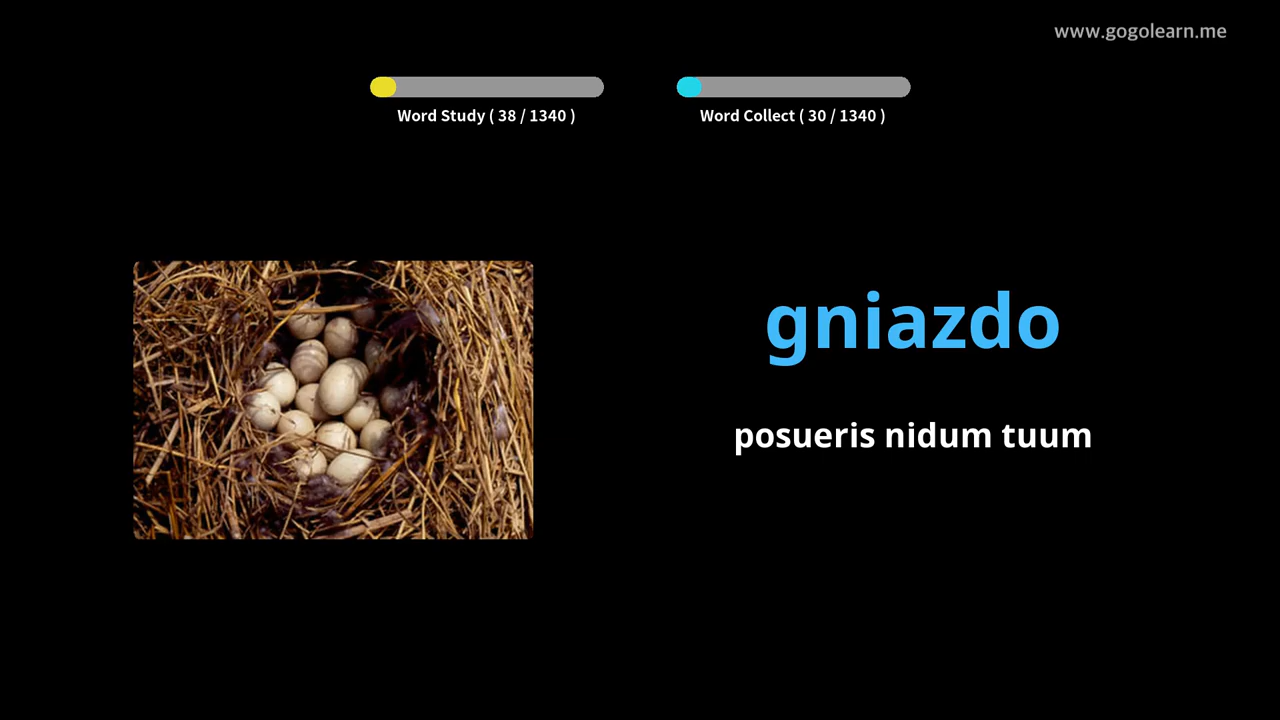 www.gogolearn.me
Word Study ( 38 / 1340 )
Word Collect ( 30 / 1340 )
gniazdo
posueris nidum tuum